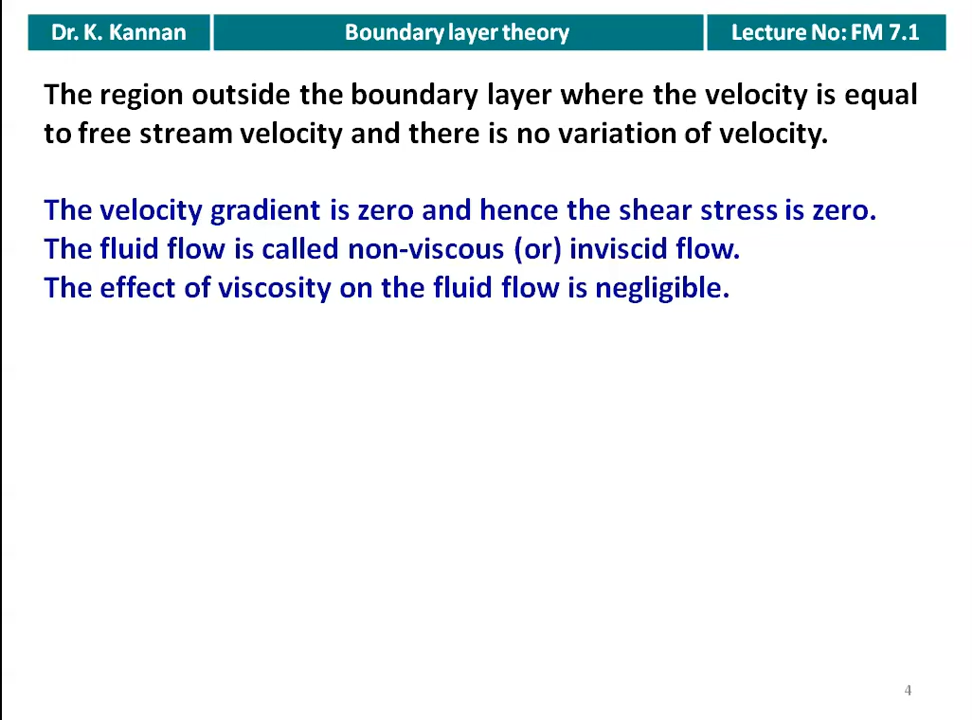 Dr. K. Kannan
Boundary layer theory
Lecture No: FM 7.1
The region outside the boundary layer where the velocity is equal
to free stream velocity and there is no variation of velocity.
The velocity gradient is zero and hence the shear stress is zero.
The fluid flow is called non-viscous (or) inviscid flow.
The effect of viscosity on the fluid flow is negligible.
4